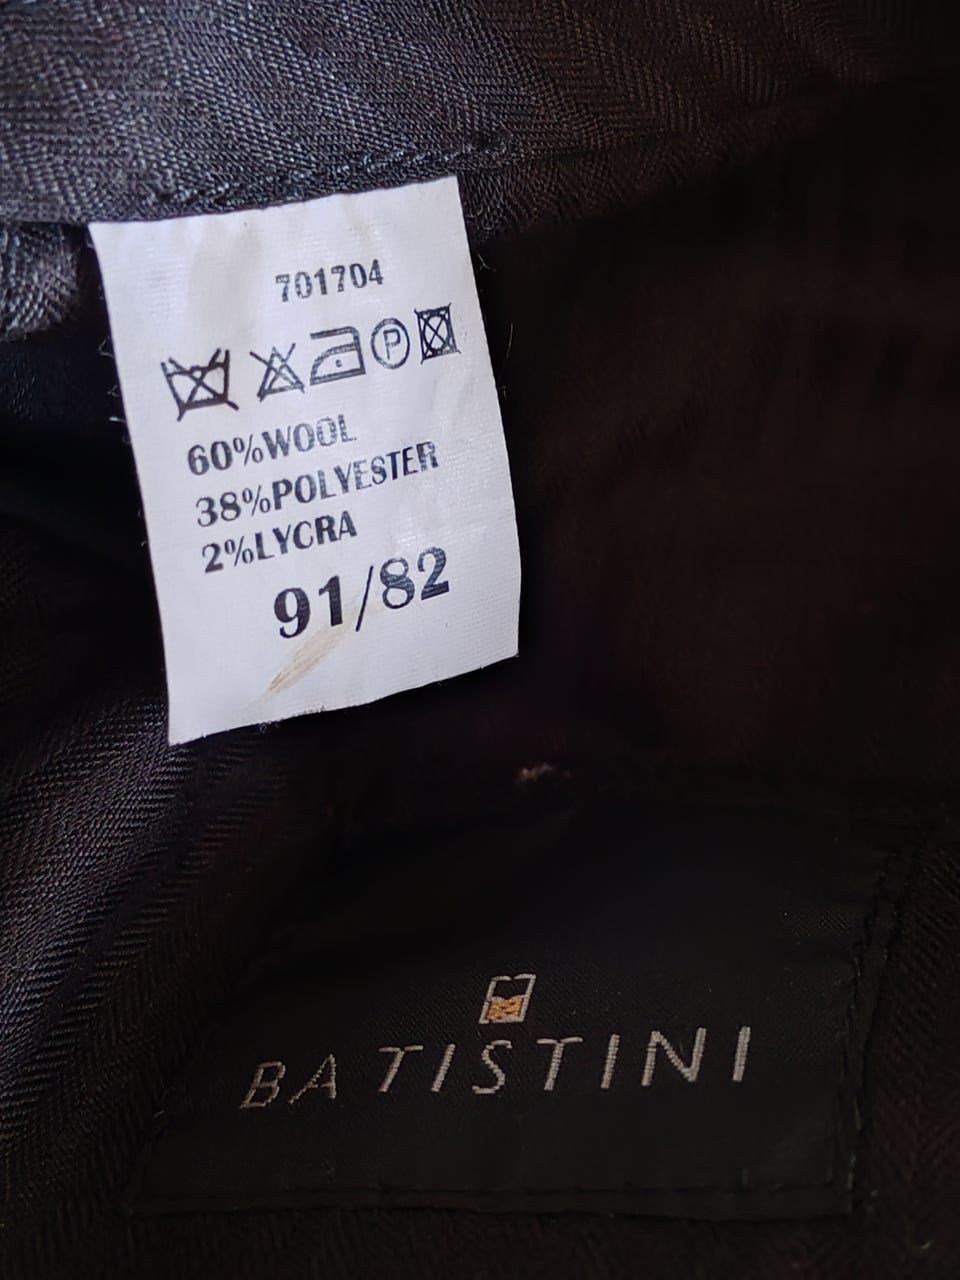 701704
P
60%WOOL
38%POLYESTER
2%LYCRA
91/82
BATISTINI